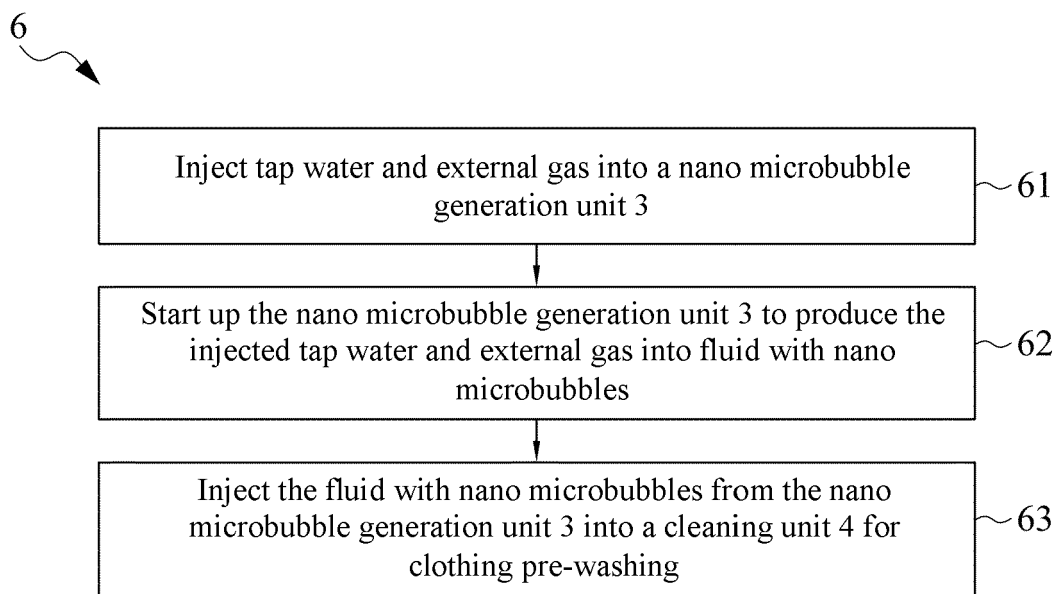 6
Inject tap water and external gas into a nano microbubble
generation unit 3
61
Start up the nano microbubble generation unit 3 to produce the
injected tap water and external gas into fluid with nano
microbubbles
62
Inject the fluid with nano microbubbles from the nano
microbubble generation unit 3 into a cleaning unit 4 for
clothing pre-washing
63